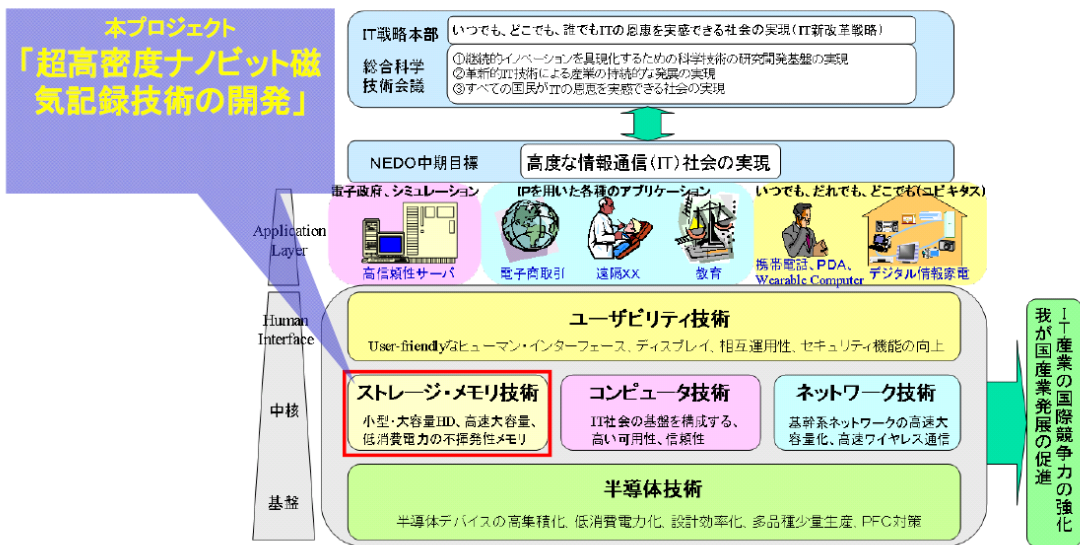 本プロジェクト
「超高密度ナノビット磁
気記録技術の開発」
IT戦略本部
いつでも、どこでも、誰でもITの恩恵を実感できる社会の実現(IT新改革戦略)
総合科学
技術会議
①継続的イノベーションを具現化するための科学技術の研究開発基盤の実現
②革新的IT技術による産業の持続的な発展の実現
③すべての国民がITの恩恵を実感できる社会の実現
NEDO中期目標
高度な情報通信(IT)社会の実現
電子政府、シミュレーション
IPを用いた各種のアプリケーション
いつでも、だれでも、どこでも(ユビキタス)
Application
Layer
高信頼性サーバ
電子商取引
遠隔XX
教育
携帯電話、PDA、
Wearable Computer
デジタル情報家電
Human
Interface
ユーザビリティ技術
User-friendlyなヒューマン・インターフェース、ディスプレイ、相互運用性、セキュリティ機能の向上
中核
ストレージ・メモリ技術
小型・大容量HD、高速大容量、
低消費電力の不揮発性メモリ
コンピュータ技術
IT社会の基盤を構成する、
高い可用性、信頼性
ネットワーク技術
基幹系ネットワークの高速大
容量化、高速ワイヤレス通信
基盤
半導体技術
半導体デバイスの高集積化、低消費電力化、設計効率化、多品種少量生産、PFC対策
IT産業の国際競争力の強化
我が国産業発展の促進